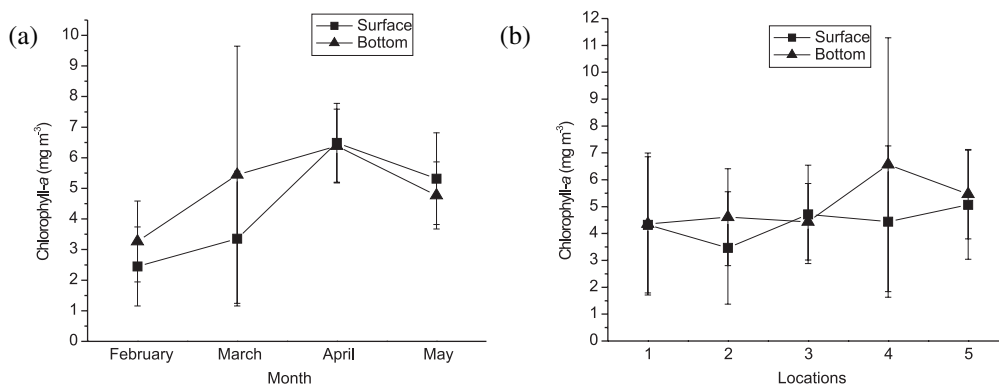 (a)
Surface
Bottom
Chlorophyll-a (mg m-3)
10
9
8
7
6
5
4
3
2
1
0
February March April May
Month
(b)
Surface
Bottom
Chlorophyll-a (mg m-3)
12
11
10
9
8
7
6
5
4
3
2
1
0
1 2 3 4 5
Locations